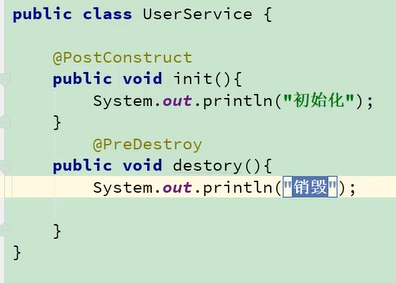 public class UserService {
@PostConstruct
public void init(){
System.out.println("初始化");
}
@PreDestroy
public void destory(){
System.out.println("销毁");
}
}